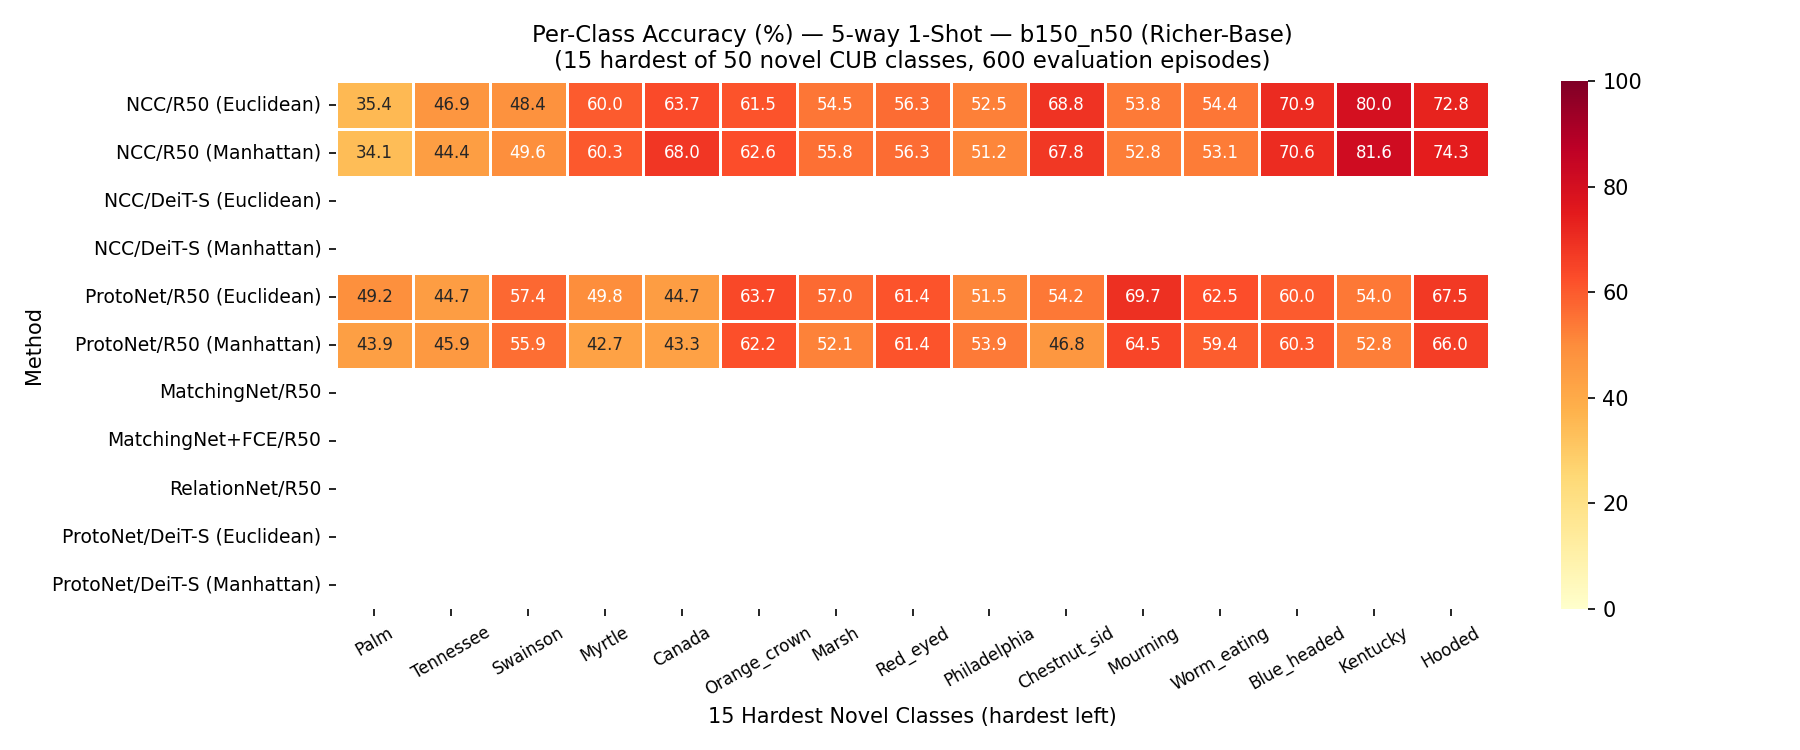 Per-Class Accuracy (%) — 5-way 1-Shot — b150_n50 (Richer-Base)
(15 hardest of 50 novel CUB classes, 600 evaluation episodes)
NCC/R50 (Euclidean) 35.4 46.9 48.4 60.0 63.7 61.5 54.5 56.3 52.5 68.8 53.8 54.4 70.9 80.0 72.8
NCC/R50 (Manhattan) 34.1 44.4 49.6 60.3 68.0 62.6 55.8 56.3 51.2 67.8 52.8 53.1 70.6 81.6 74.3
NCC/DeiT-S (Euclidean)
NCC/DeiT-S (Manhattan)
ProtoNet/R50 (Euclidean) 49.2 44.7 57.4 49.8 44.7 63.7 57.0 61.4 51.5 54.2 69.7 62.5 60.0 54.0 67.5
ProtoNet/R50 (Manhattan) 43.9 45.9 55.9 42.7 43.3 62.2 52.1 61.4 53.9 46.8 64.5 59.4 60.3 52.8 66.0
MatchingNet/R50
MatchingNet+FCE/R50
RelationNet/R50
ProtoNet/DeiT-S (Euclidean)
ProtoNet/DeiT-S (Manhattan)
Method
Palm Tennessee Swainson Myrtle Canada Orange_crown Marsh Red_eyed Philadelphia Chestnut_sid Mourning Worm_eating Blue_headed Kentucky Hooded
15 Hardest Novel Classes (hardest left)
100
80
60
40
20
0